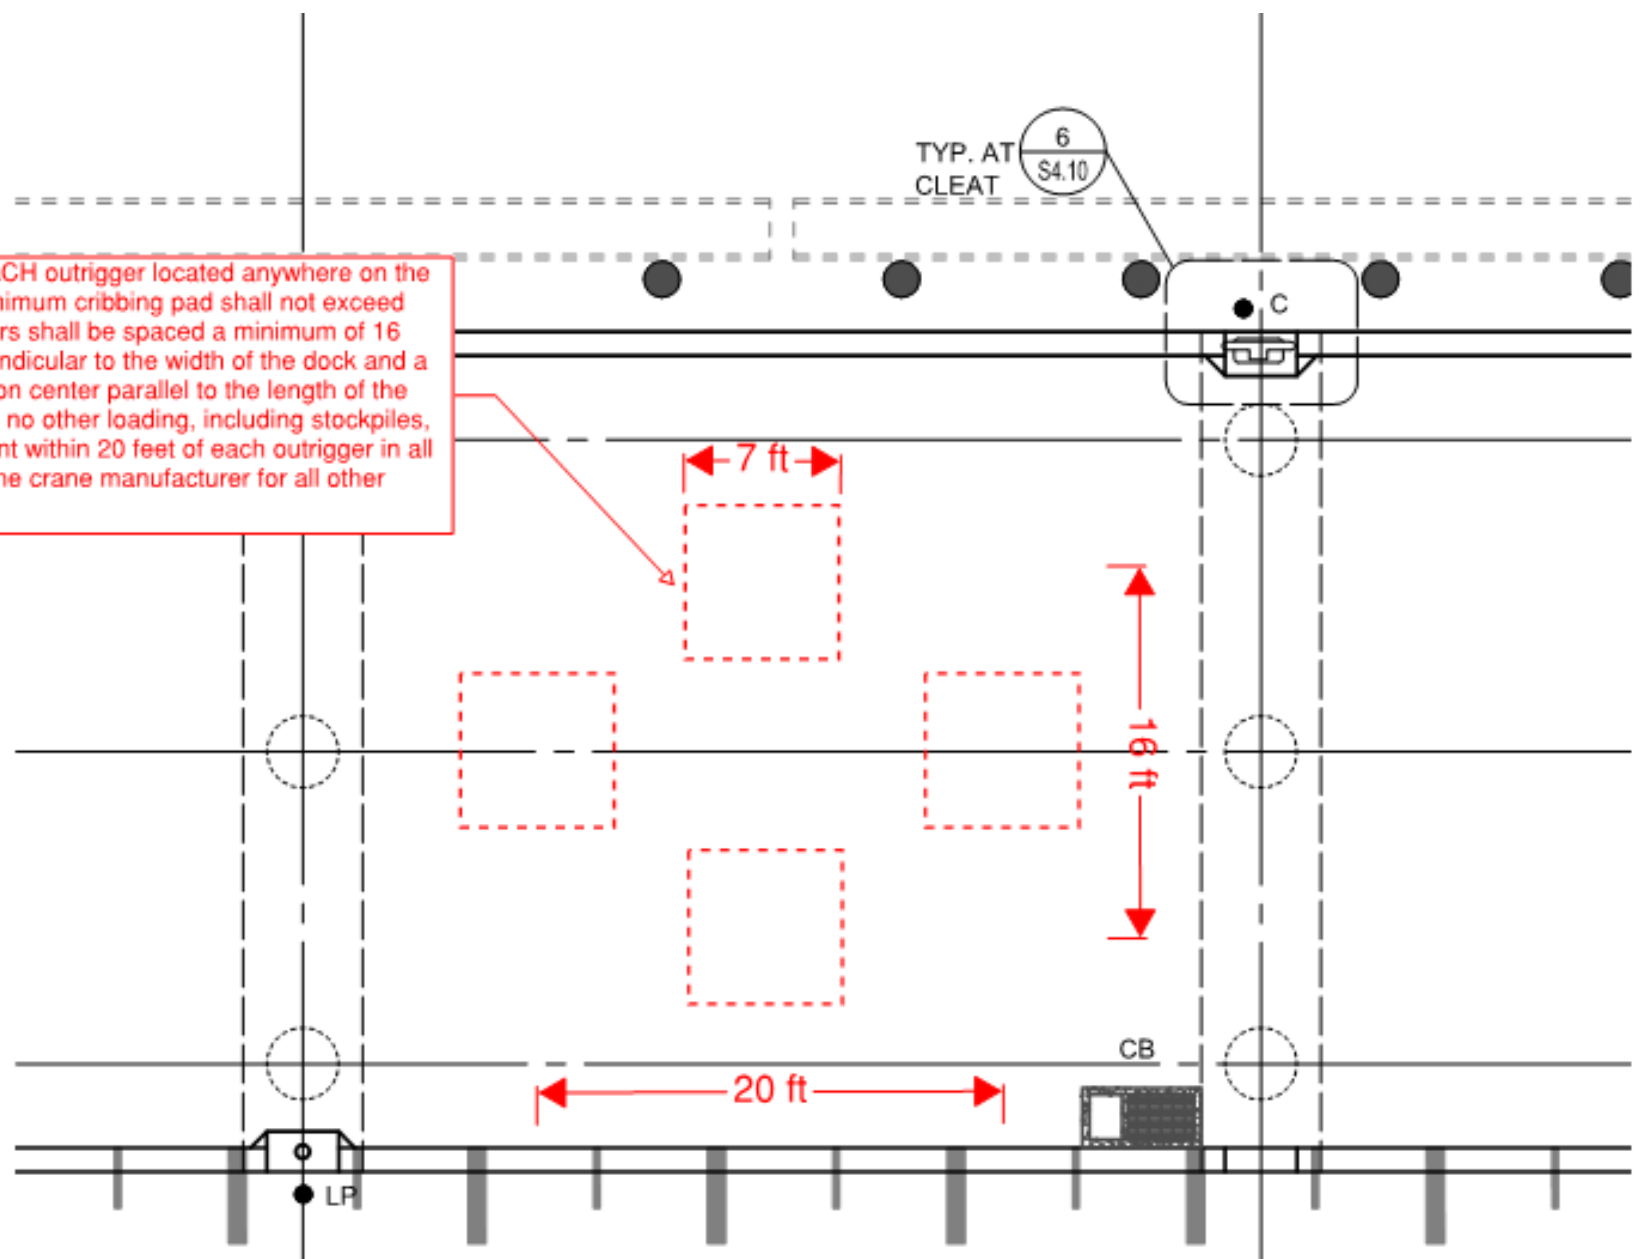 6
TYP. AT
S4.10
CLEAT
C
CH outrigger located anywhere on the
nimum cribbing pad shall not exceed
rs shall be spaced a minimum of 16
ndicular to the width of the dock and a
on center parallel to the length of the
no other loading, including stockpiles,
nt within 20 feet of each outrigger in all
ne crane manufacturer for all other
7 ft
16 ft
CB
20 ft
LP